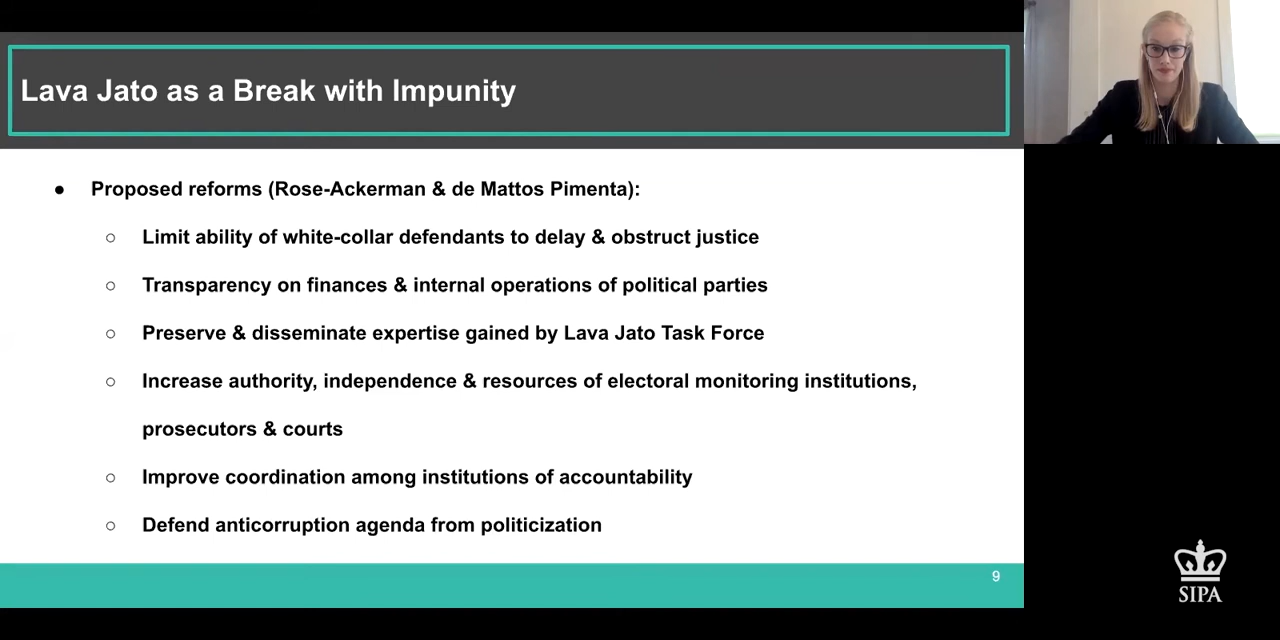 Lava Jato as a Break with Impunity
● Proposed reforms (Rose-Ackerman & de Mattos Pimenta):
○ Limit ability of white-collar defendants to delay & obstruct justice
○ Transparency on finances & internal operations of political parties
○ Preserve & disseminate expertise gained by Lava Jato Task Force
○ Increase authority, independence & resources of electoral monitoring institutions,
prosecutors & courts
○ Improve coordination among institutions of accountability
○ Defend anticorruption agenda from politicization
9
SIPA